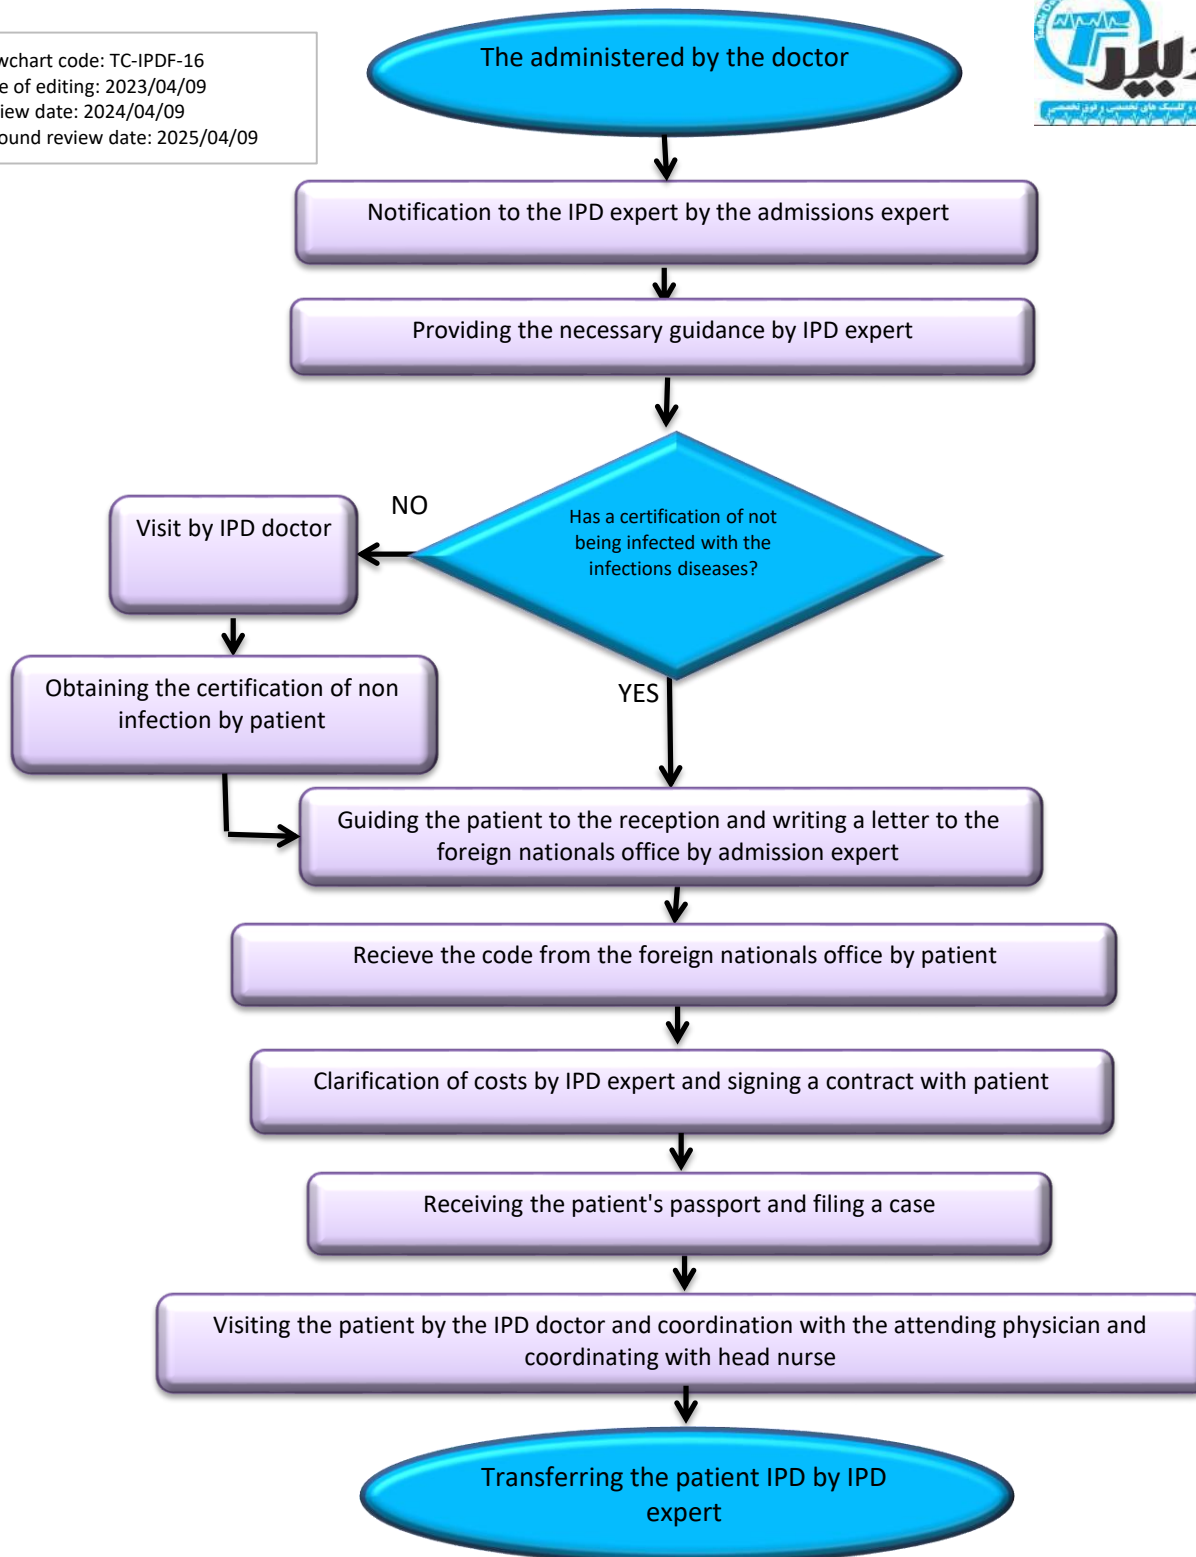 wchart code: TC-IPDF-16
e of editing: 2023/04/09
view date: 2024/04/09
ound review date: 2025/04/09
The administered by the doctor
Notification to the IPD expert by the admissions expert
Providing the necessary guidance by IPD expert
Has a certification of not
being infected with the
infections diseases?
NO
Visit by IPD doctor
Obtaining the certification of non
infection by patient
YES
Guiding the patient to the reception and writing a letter to the
foreign nationals office by admission expert
Recieve the code from the foreign nationals office by patient
Clarification of costs by IPD expert and signing a contract with patient
Receiving the patient's passport and filing a case
Visiting the patient by the IPD doctor and coordination with the attending physician and
coordinating with head nurse
Transferring the patient IPD by IPD
expert